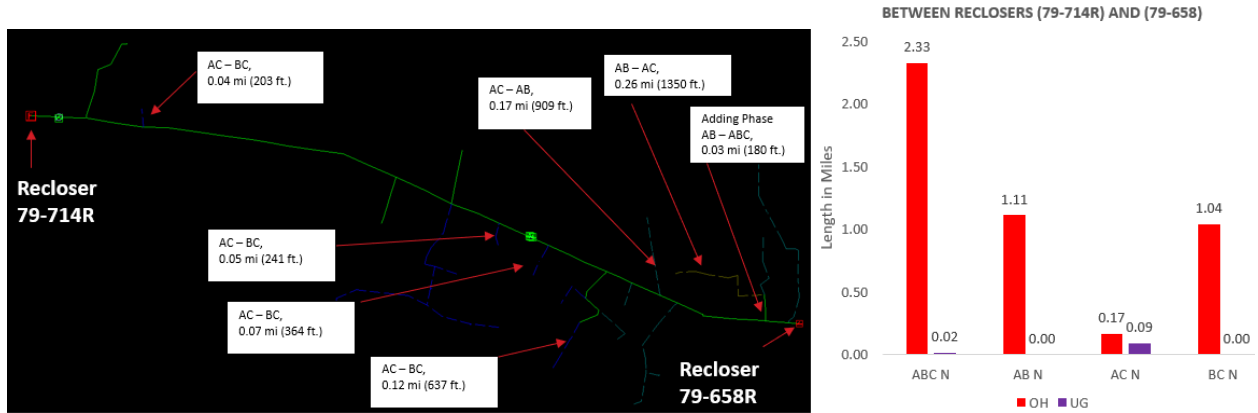 BETWEEN RECLOSERS (79-714R) AND (79-658)
AC – BC,
0.04 mi (203 ft.)
AC – AB,
0.17 mi (909 ft.)
AB – AC,
0.26 mi (1350 ft.)
Adding Phase
AB – ABC,
0.03 mi (180 ft.)
Recloser
79-714R
AC – BC,
0.05 mi (241 ft.)
AC – BC,
0.07 mi (364 ft.)
AC – BC,
0.12 mi (637 ft.)
Recloser
79-658R
Length in Miles
2.50
2.00
1.50
1.00
0.50
0.00
2.33
0.02
1.11
0.00
0.17
0.09
1.04
0.00
ABC N
AB N
AC N
BC N
OH
UG